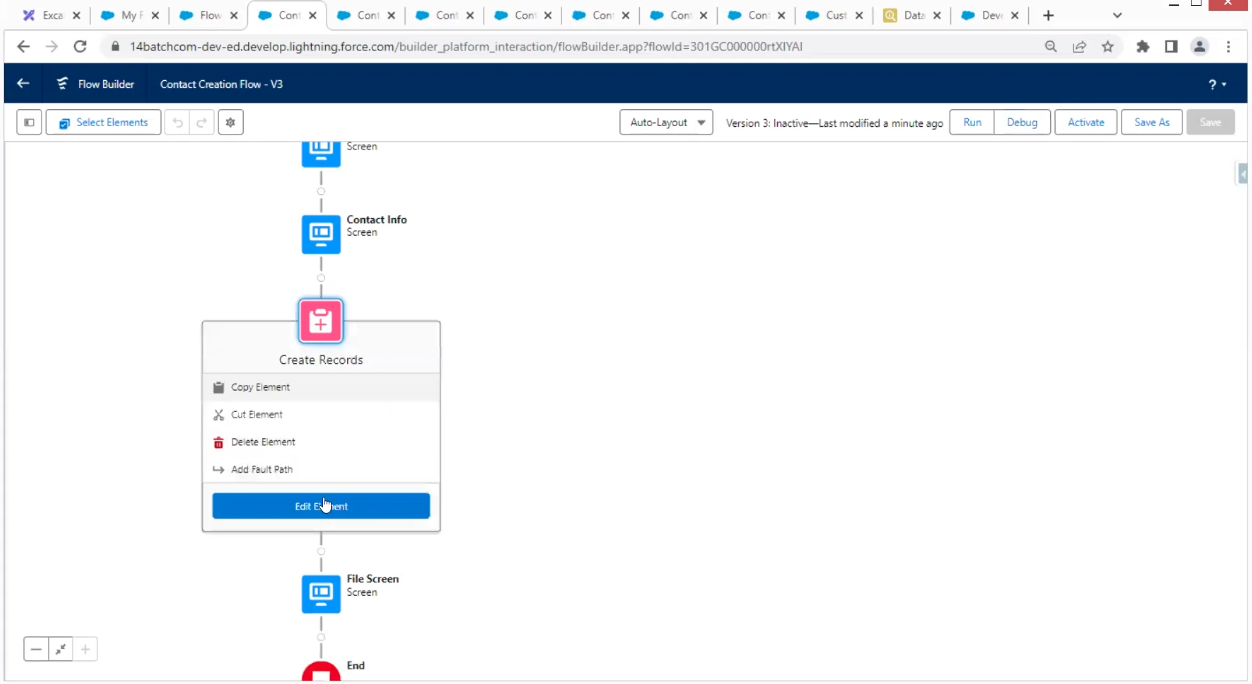 Exca
My F
Flow
Cont
Cont
Cont
Cont
Cont
Cont
Cont
Cust
Data
Deve
14batchcom-dev-ed.develop.lightning.force.com/builder_platform_interaction/flowBuilder.app?flowId=301GC000000rtXIYAI
Flow Builder
Contact Creation Flow - V3
?
Select Elements
Auto-Layout
Version 3: Inactive—Last modified a minute ago
Run
Debug
Activate
Save As
Save
Screen
Contact Info
Screen
Create Records
Copy Element
Cut Element
Delete Element
Add Fault Path
Edit Element
File Screen
Screen
End